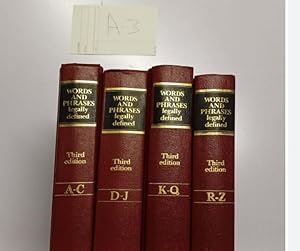 A3
WORDS
AND
PHRASES
legally
defined
Third
edition
A-C
WORDS
AND
PHRASES
legally
defined
Third
edition
D-J
WORDS
AND
PHRASES
legally
defined
Third
edition
K-Q
WORDS
AND
PHRASES
legally
defined
Third
edition
R-Z